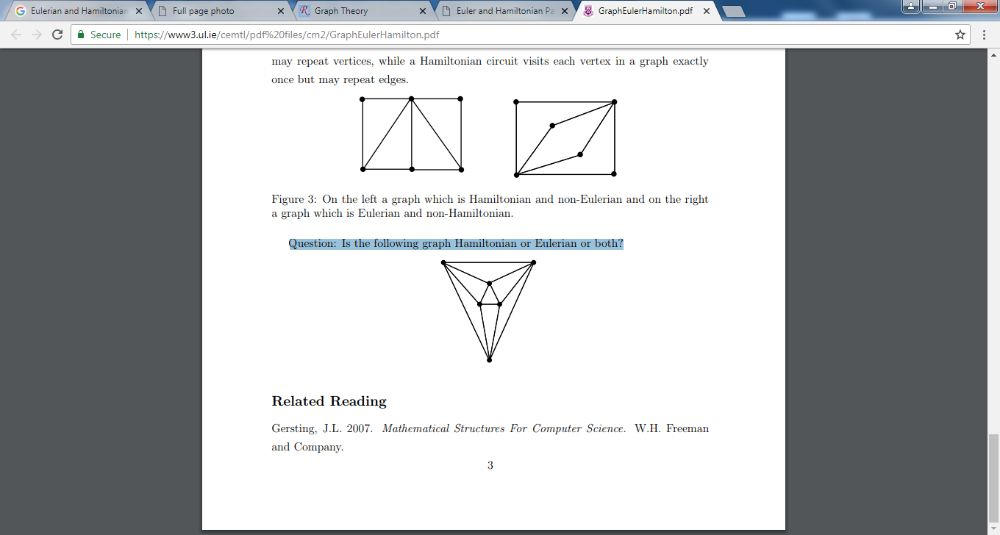 Eulerian and Hamiltonian
Full page photo
Graph Theory
Euler and Hamiltonian Pa
GraphEulerHamilton.pdf
Secure
https://www3.ul.ie/cemtl/pdf%20files/cm2/GraphEulerHamilton.pdf
may repeat vertices, while a Hamiltonian circuit visits each vertex in a graph exactly
once but may repeat edges.
Figure 3: On the left a graph which is Hamiltonian and non-Eulerian and on the right
a graph which is Eulerian and non-Hamiltonian.
Question: Is the following graph Hamiltonian or Eulerian or both?
Related Reading
Gersting, J.L. 2007. Mathematical Structures For Computer Science. W.H. Freeman
and Company.
3